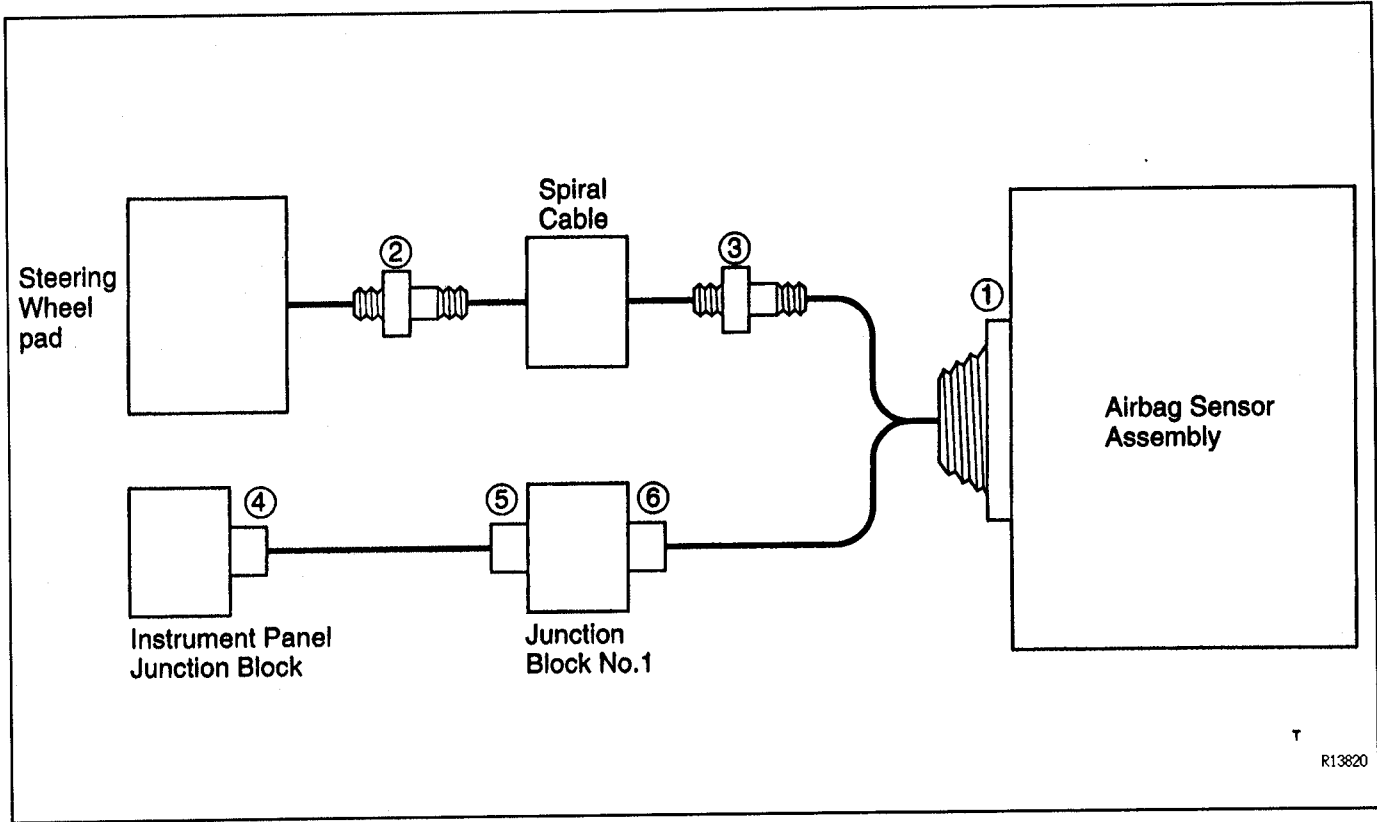 Spiral
Cable
②
③
Steering
Wheel
pad
①
Airbag Sensor
Assembly
④
⑤
⑥
Instrument Panel
Junction Block
Junction
Block No.1
T
R13820